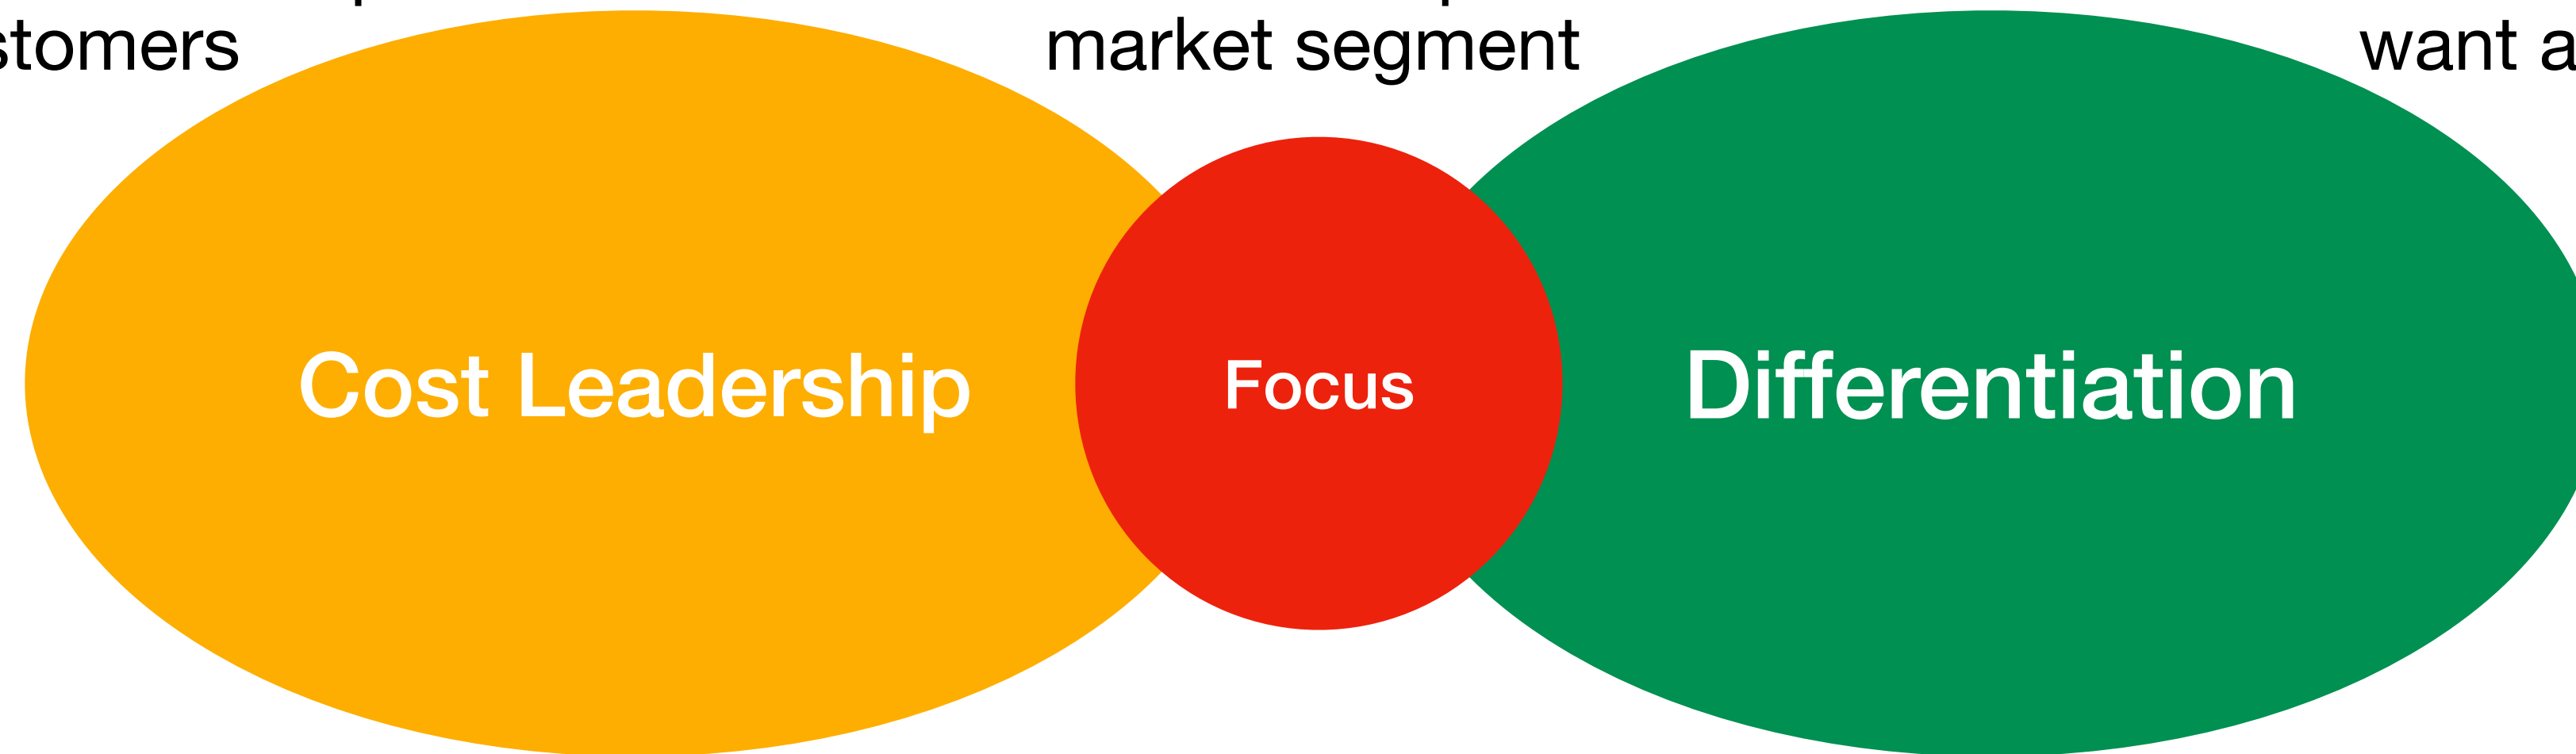 stomers
market segment
want a
Cost Leadership
Focus
Differentiation